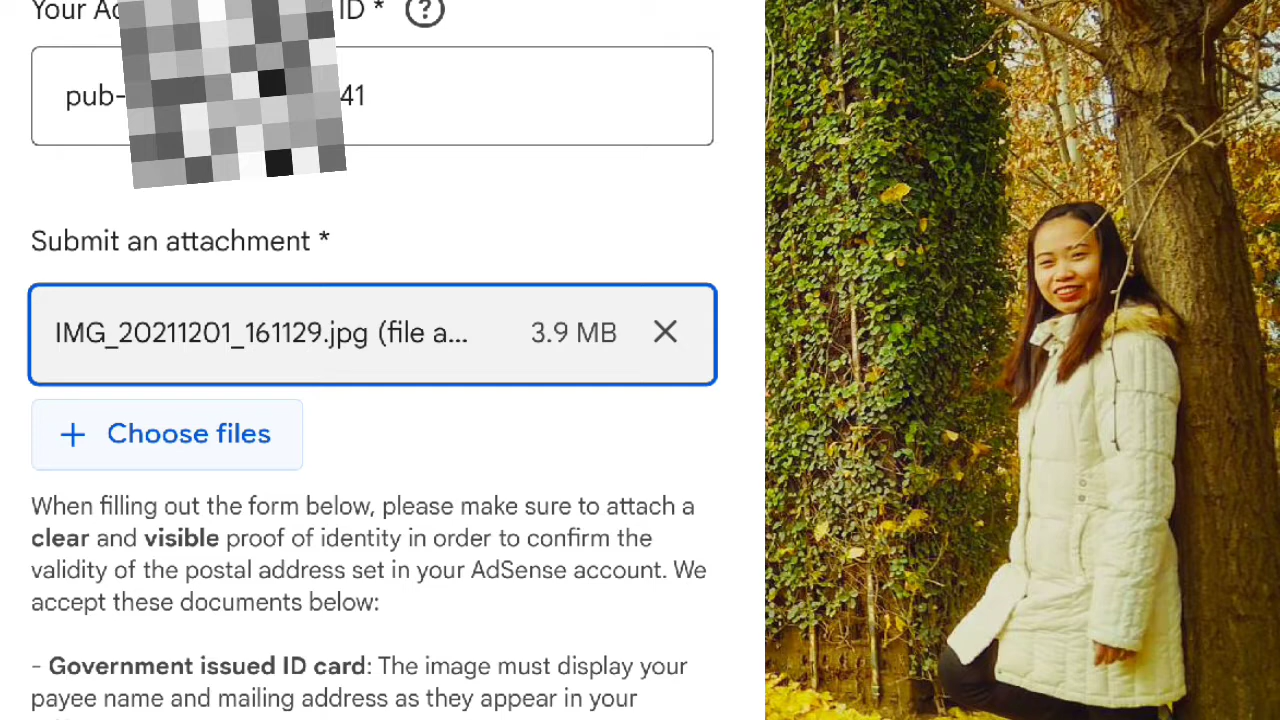 Your ID *
pub- 41
Submit an attachment *
IMG_20211201_161129.jpg (file a... 3.9 MB
+ Choose files
When filling out the form below, please make sure to attach a
clear and visible proof of identity in order to confirm the
validity of the postal address set in your AdSense account. We
accept these documents below:
- Government issued ID card: The image must display your
payee name and mailing address as they appear in your